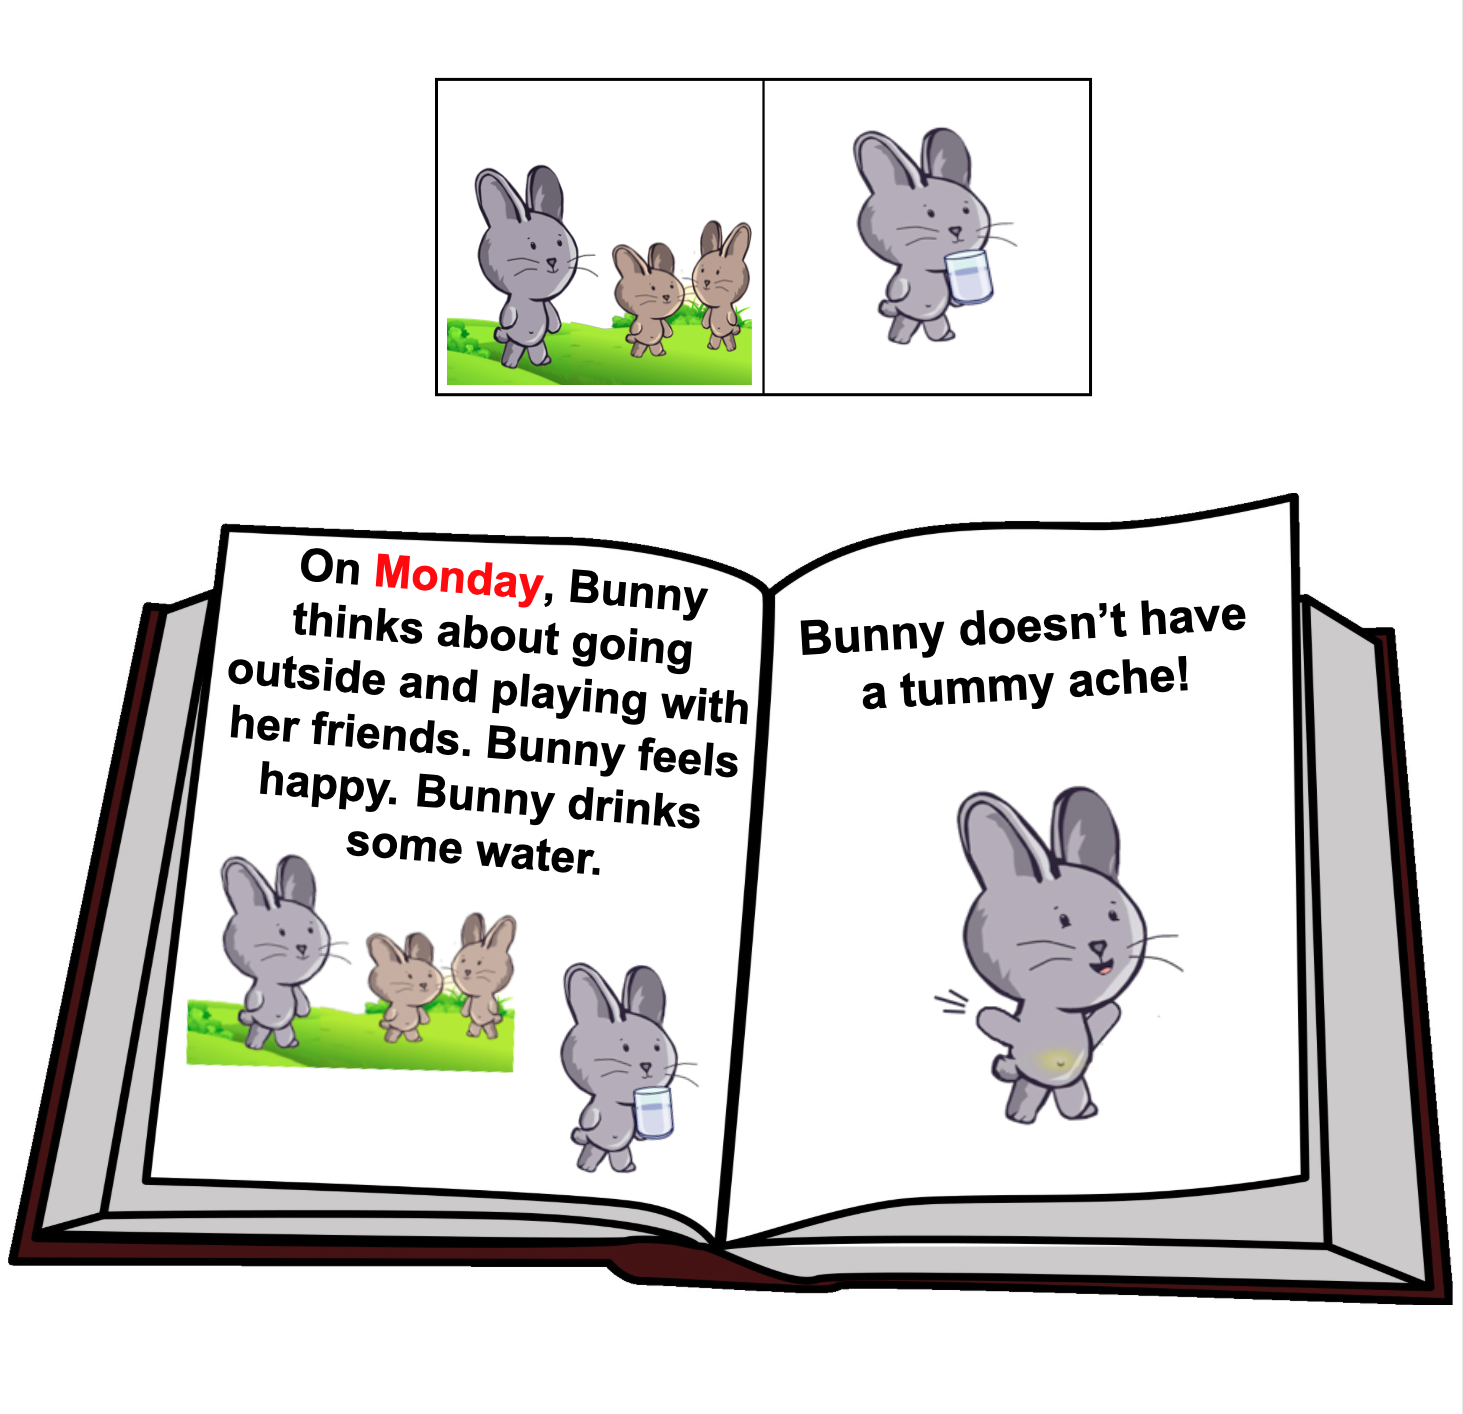 On Monday, Bunny
thinks about going
outside and playing with
her friends. Bunny feels
happy. Bunny drinks
some water.
Bunny doesn’t have
a tummy ache!